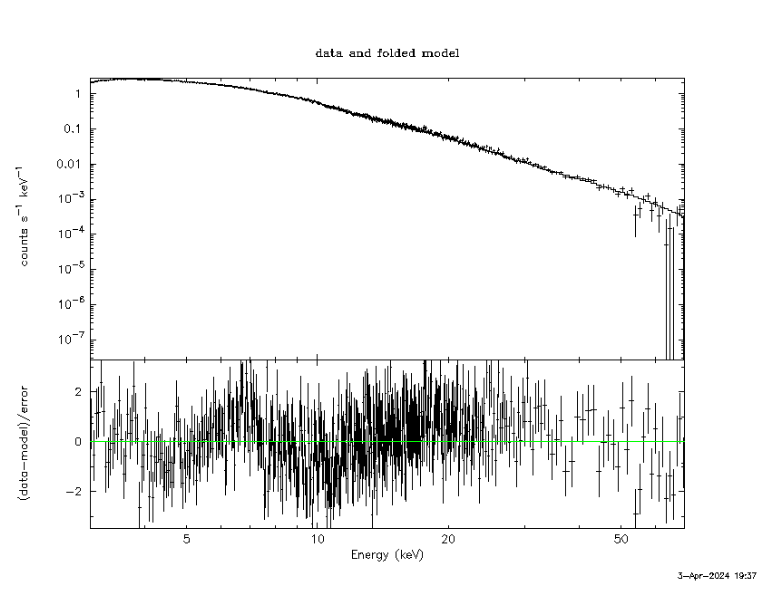 data and folded model
counts s⁻¹ keV⁻¹
1
0.1
0.01
10⁻³
10⁻⁴
10⁻⁵
10⁻⁶
10⁻⁷
(data−model)/error
2
0
−2
5 10 20 50
Energy (keV)
3−Apr−2024 19:37